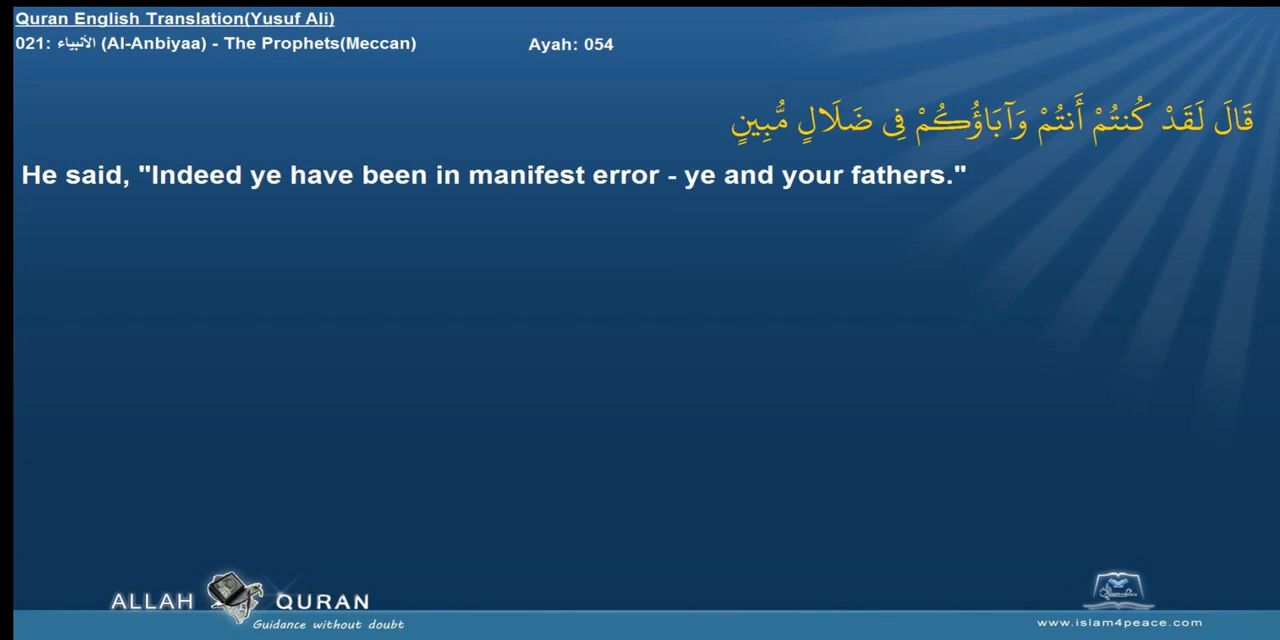 Quran English Translation(Yusuf Ali)
021: الأنبياء (Al-Anbiyaa) - The Prophets(Meccan) Ayah: 054
قَالَ لَقَدْ كُنتُمْ أَنتُمْ وَآبَاؤُكُمْ فِي ضَلَالٍ مُّبِينٍ
He said, "Indeed ye have been in manifest error - ye and your fathers."
ALLAH QURAN
Guidance without doubt
www.islam4peace.com